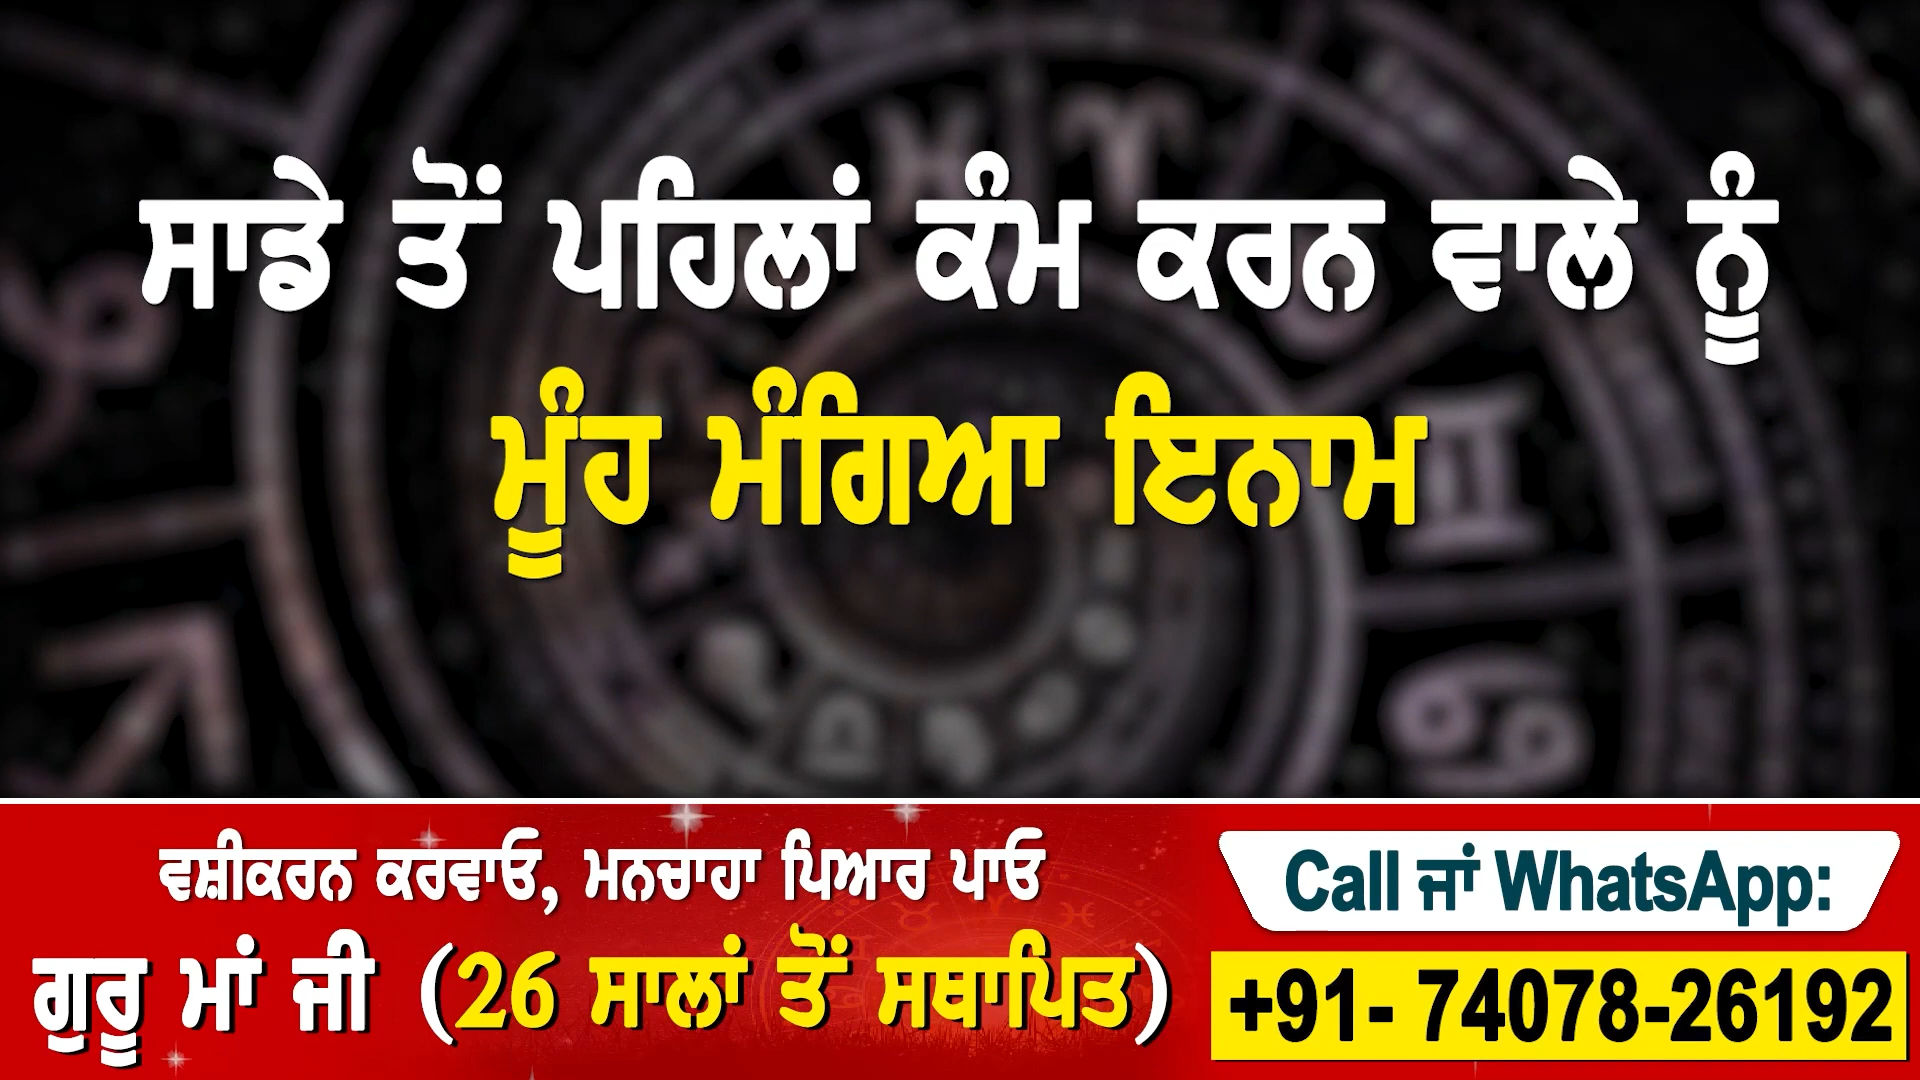 ਸਾਡੇ ਤੋਂ ਪਹਿਲਾਂ ਕੰਮ ਕਰਨ ਵਾਲੇ ਨੂੰ
ਮੂੰਹ ਮੰਗਿਆ ਇਨਾਮ
ਵਸ਼ੀਕਰਨ ਕਰਵਾਓ, ਮਨਚਾਹਾ ਪਿਆਰ ਪਾਓ
ਗੁਰੂ ਮਾਂ ਜੀ (26 ਸਾਲਾਂ ਤੋਂ ਸਥਾਪਿਤ)
Call ਜਾਂ WhatsApp:
+91- 74078-26192